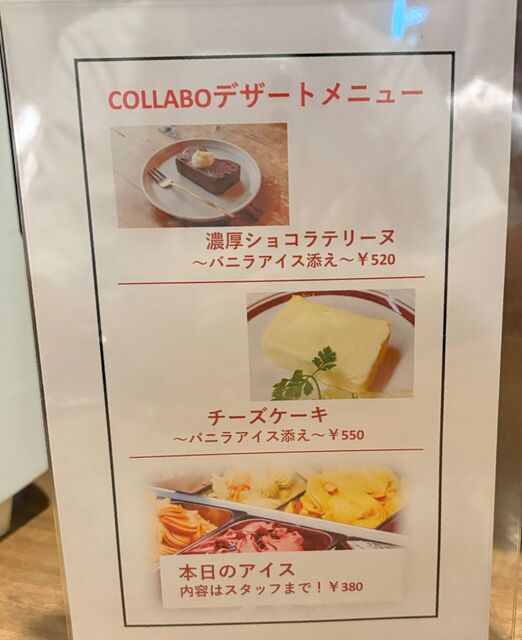 COLLABOデザートメニュー
濃厚ショコラテリーヌ
～バニラアイス添え～￥520
チーズケーキ
～バニラアイス添え～￥550
本日のアイス
内容はスタッフまで！￥380